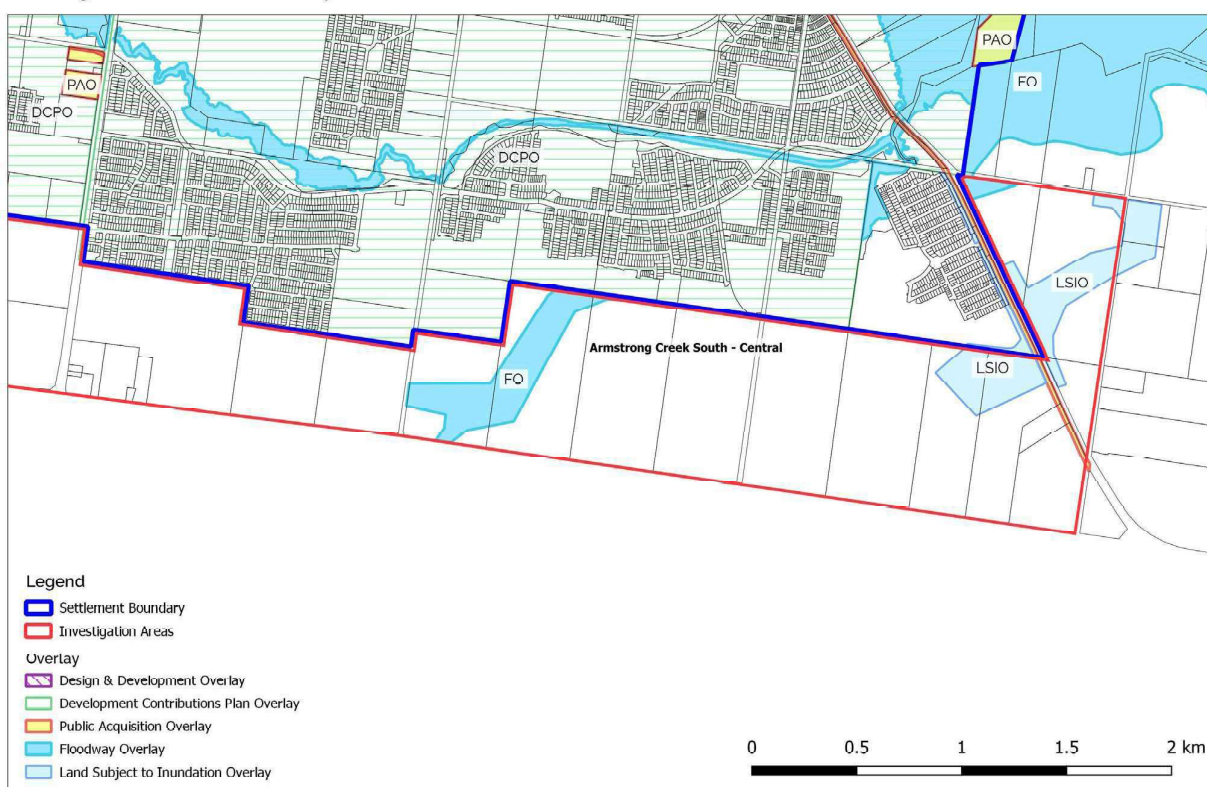 PAO
FO
PAO
DCPO
DCPO
LSIO
Armstrong Creek South - Central
LSIO
FO
Legend
Settlement Boundary
Investigation Areas
Overlay
Design & Development Overlay
Development Contributions Plan Overlay
Public Acquisition Overlay
Floodway Overlay
Land Subject to Inundation Overlay
0 0.5 1 1.5 2 km